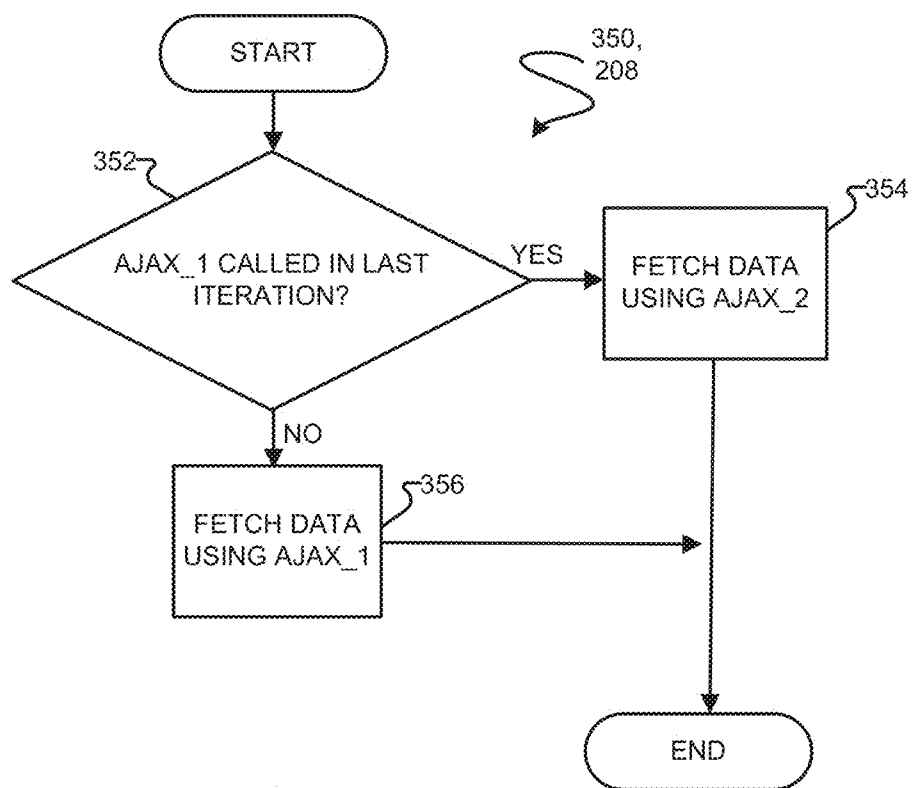 START
350,
208
352
354
AJAX_1 CALLED IN LAST
ITERATION?
YES
FETCH DATA
USING AJAX_2
NO
356
FETCH DATA
USING AJAX_1
END